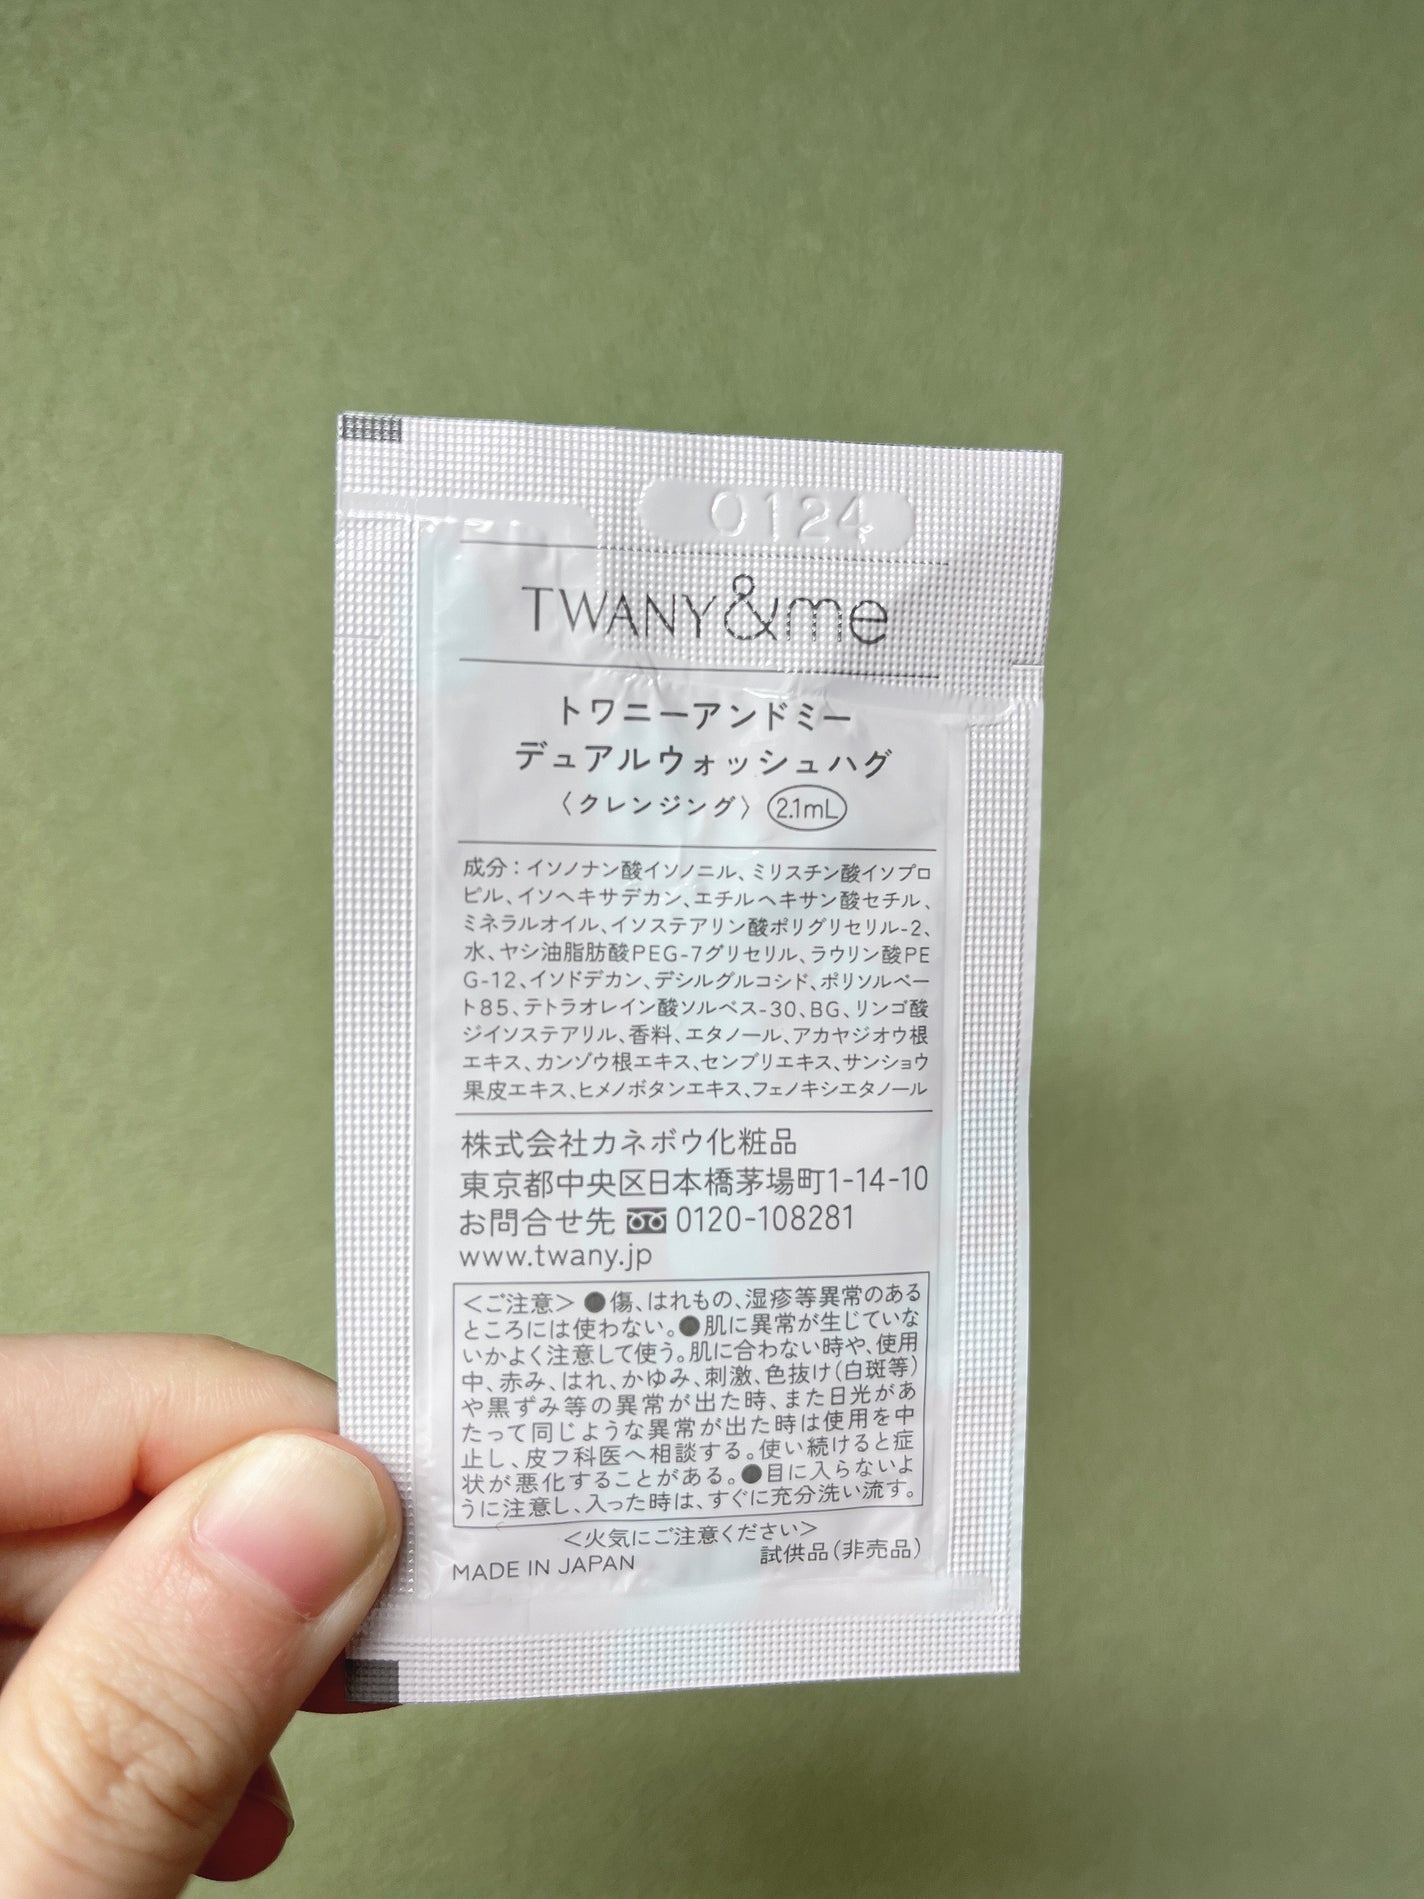 0124
TWANY&me
トワニーアンドミー
デュアルウォッシュハグ
〈クレンジング〉 2.1mL
成分：イソノナン酸イソノニル、ミリスチン酸イソプロ
ピル、イソヘキサデカン、エチルヘキサン酸セチル、
ミネラルオイル、イソステアリン酸ポリグリセリル-2、
水、ヤシ油脂肪酸PEG-7グリセリル、ラウリン酸PE
G-12、イソドデカン、デシルグルコシド、ポリソルベー
ト85、テトラオレイン酸ソルベス-30、BG、リンゴ酸
ジイソステアリル、香料、エタノール、アカヤジオウ根
エキス、カンゾウ根エキス、センブリエキス、サンショウ
果皮エキス、ヒメノボタンエキス、フェノキシエタノール
株式会社カネボウ化粧品
東京都中央区日本橋茅場町1-14-10
お問合せ先 0120-108281
www.twany.jp
＜ご注意＞ ●傷、はれもの、湿疹等異常のある
ところには使わない。●肌に異常が生じていな
いかよく注意して使う。肌に合わない時や、使用
中、赤み、はれ、かゆみ、刺激、色抜け（白斑等）
や黒ずみ等の異常が出た時、また日光があ
たって同じような異常が出た時は使用を中
止し、皮フ科医へ相談する。使い続けると症
状が悪化することがある。●目に入らないよ
うに注意し、入った時は、すぐに充分洗い流す。
＜火気にご注意ください＞
MADE IN JAPAN 試供品（非売品）